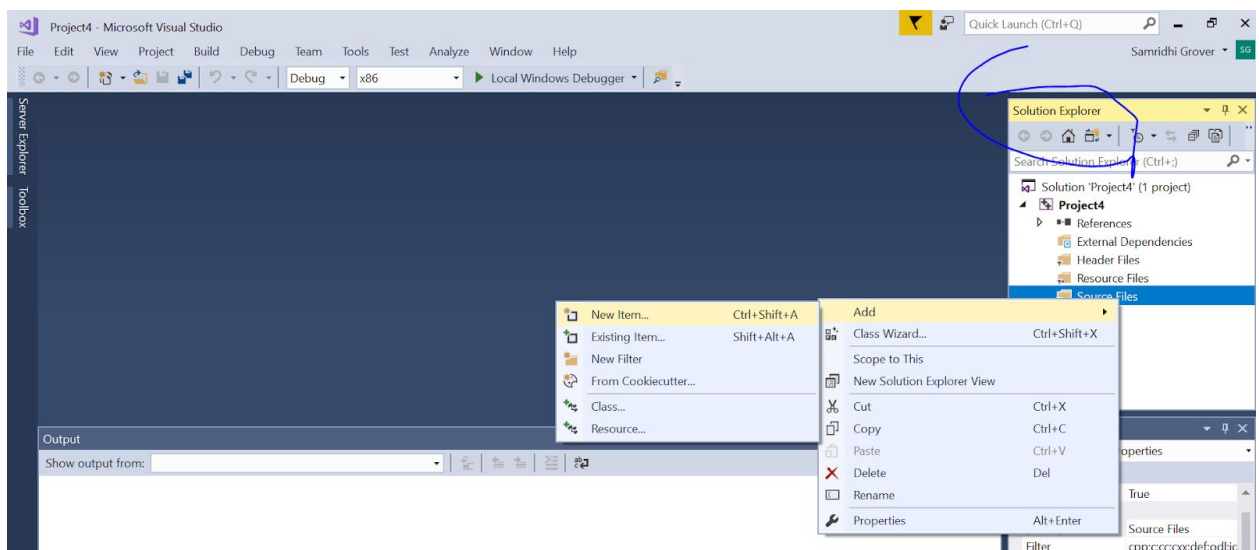 Project4 - Microsoft Visual Studio
Quick Launch (Ctrl+Q)
File Edit View Project Build Debug Team Tools Test Analyze Window Help
Samridhi Grover SG
Debug x86 Local Windows Debugger
Server Explorer
Toolbox
Solution Explorer
Search Solution Explorer (Ctrl+;)
Solution 'Project4' (1 project)
Project4
References
External Dependencies
Header Files
Resource Files
Source Files
New Item... Ctrl+Shift+A
Existing Item... Shift+Alt+A
New Filter
From Cookiecutter...
Class...
Resource...
Add
Class Wizard... Ctrl+Shift+X
Scope to This
New Solution Explorer View
Cut Ctrl+X
Copy Ctrl+C
Paste Ctrl+V
Delete Del
Rename
Properties Alt+Enter
Output
Show output from:
operties
True
Source Files
Filter